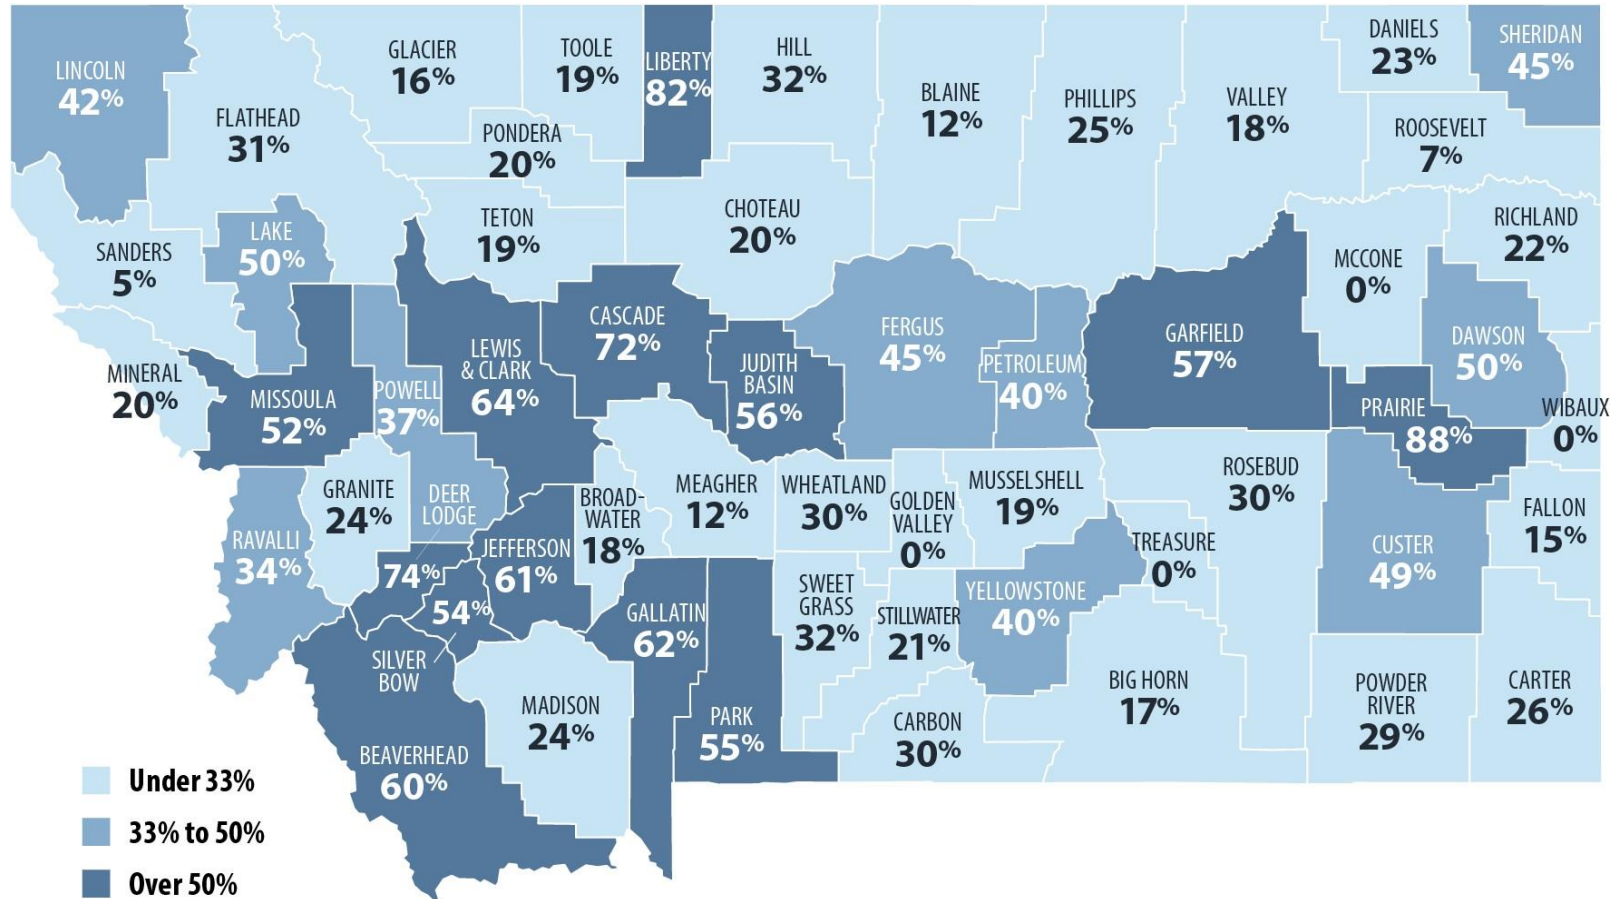 LINCOLN
42%
FLATHEAD
31%
GLACIER
16%
TOOLE
19%
LIBERTY
82%
HILL
32%
BLAINE
12%
PHILLIPS
25%
VALLEY
18%
DANIELS
23%
SHERIDAN
45%
ROOSEVELT
7%
PONDERA
20%
TETON
19%
CHOTEAU
20%
SANDERS
5%
LAKE
50%
MCCONE
0%
RICHLAND
22%
MINERAL
20%
MISSOULA
52%
POWELL
37%
LEWIS
& CLARK
64%
CASCADE
72%
JUDITH
BASIN
56%
FERGUS
45%
PETROLEUM
40%
GARFIELD
57%
DAWSON
50%
PRAIRIE
88%
WIBAUX
0%
RAVALLI
34%
GRANITE
24%
DEER
LODGE
74%
JEFFERSON
61%
BROAD-
WATER
18%
MEAGHER
12%
WHEATLAND
30%
GOLDEN
VALLEY
0%
MUSSELSHELL
19%
ROSEBUD
30%
TREASURE
0%
CUSTER
49%
FALLON
15%
54%
SILVER
BOW
GALLATIN
62%
SWEET
GRASS
32%
STILLWATER
21%
YELLOWSTONE
40%
BEAVERHEAD
60%
MADISON
24%
PARK
55%
CARBON
30%
BIG HORN
17%
POWDER
RIVER
29%
CARTER
26%
Under 33%
33% to 50%
Over 50%